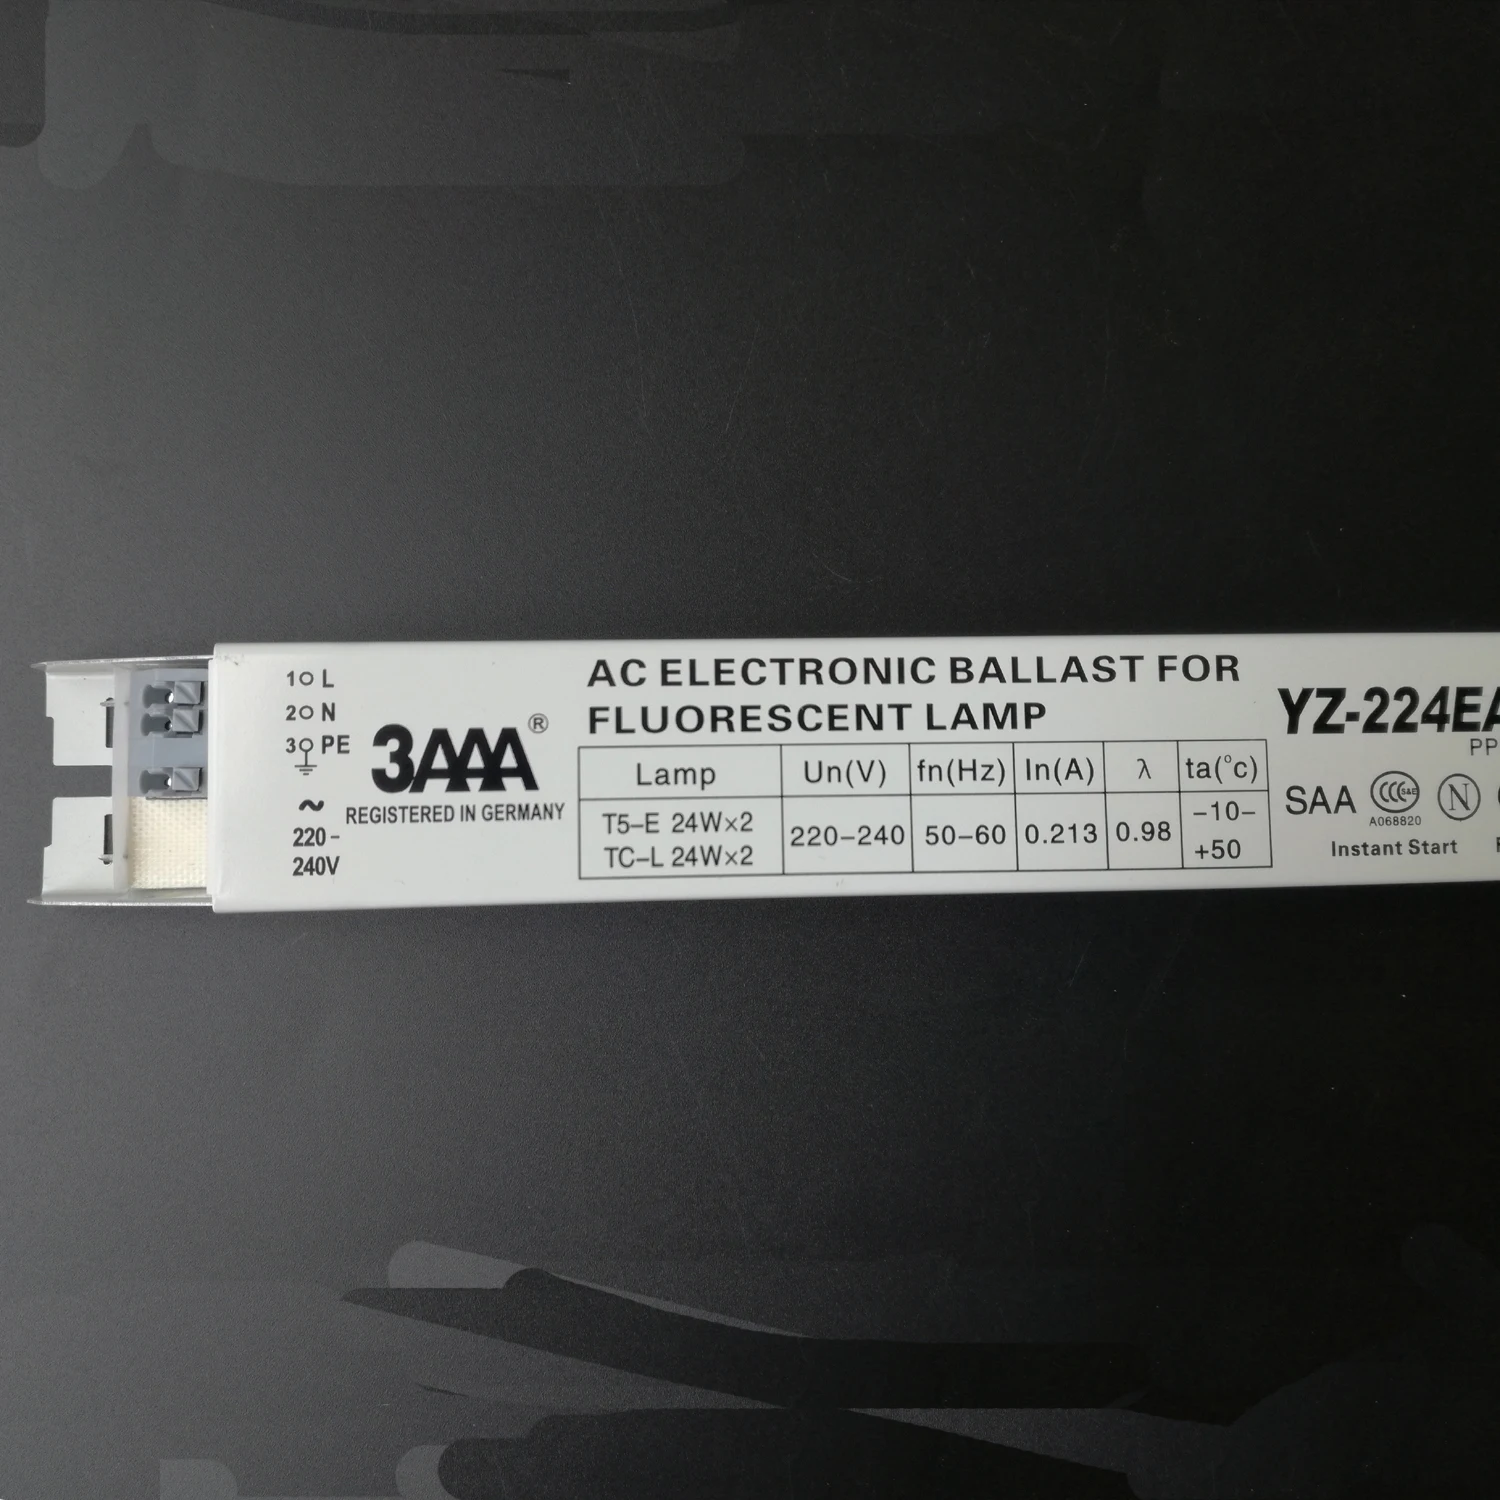 1 L
2 N
3 PE
~
220-
240V
3AAA®
REGISTERED IN GERMANY
AC ELECTRONIC BALLAST FOR
FLUORESCENT LAMP
Lamp Un(V) fn(Hz) In(A) λ ta(°c)
T5-E 24W×2 220-240 50-60 0.213 0.98 -10-
TC-L 24W×2 +50
YZ-224EA
PP
SAA CCC S&E N
A068820
Instant Start